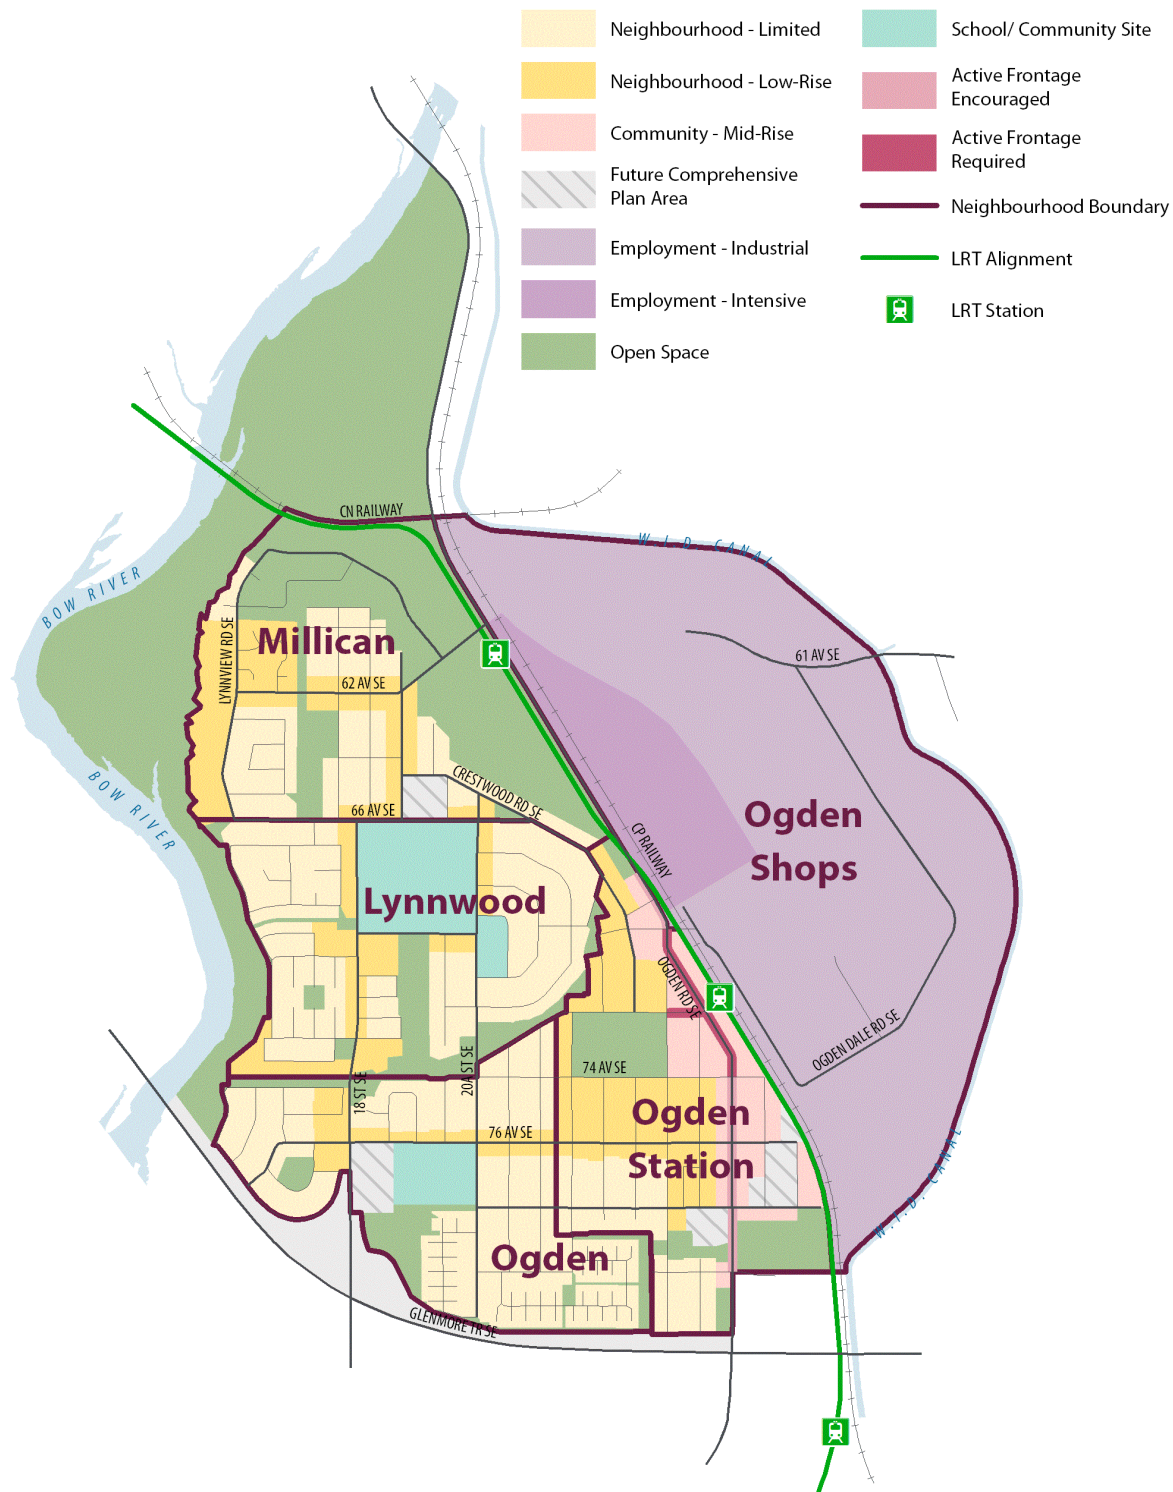 Neighbourhood - Limited
Neighbourhood - Low-Rise
Community - Mid-Rise
Future Comprehensive
Plan Area
Employment - Industrial
Employment - Intensive
Open Space
School/ Community Site
Active Frontage
Encouraged
Active Frontage
Required
Neighbourhood Boundary
LRT Alignment
LRT Station
CN RAILWAY
W.I.D. CANAL
BOW RIVER
Millican
LYNNVIEW RD SE
62 AV SE
61 AV SE
BOW RIVER
CRESTWOOD RD SE
66 AV SE
CP RAILWAY
Ogden
Shops
Lynnwood
OGDEN RD SE
OGDEN DALE RD SE
74 AV SE
20A ST SE
18 ST SE
Ogden
Station
76 AV SE
W.I.D. CANAL
Ogden
GLENMORE TR SE